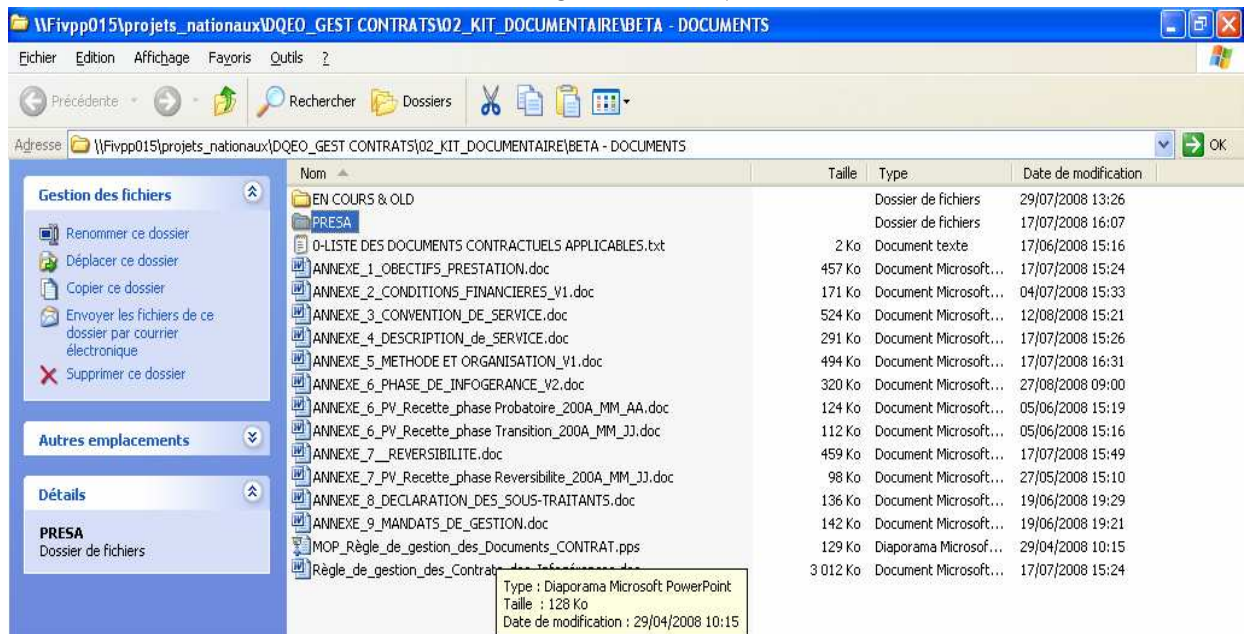 \\Fivpp015\projets_nationaux\DQEO_GEST CONTRATS\02_KIT_DOCUMENTAIRE\BETA - DOCUMENTS
Fichier Edition Affichage Favoris Outils ?
Précédente Rechercher Dossiers
Adresse \\Fivpp015\projets_nationaux\DQEO_GEST CONTRATS\02_KIT_DOCUMENTAIRE\BETA - DOCUMENTS OK
Gestion des fichiers
Renommer ce dossier
Déplacer ce dossier
Copier ce dossier
Envoyer les fichiers de ce
dossier par courrier
électronique
Supprimer ce dossier
Autres emplacements
Détails
PRESA
Dossier de fichiers
Nom Taille Type Date de modification
EN COURS & OLD Dossier de fichiers 29/07/2008 13:26
PRESA Dossier de fichiers 17/07/2008 16:07
0-LISTE DES DOCUMENTS CONTRACTUELS APPLICABLES.txt 2 Ko Document texte 17/06/2008 15:16
ANNEXE_1_OBECTIFS_PRESTATION.doc 457 Ko Document Microsoft... 17/07/2008 15:24
ANNEXE_2_CONDITIONS_FINANCIERES_V1.doc 171 Ko Document Microsoft... 04/07/2008 15:33
ANNEXE_3_CONVENTION_DE_SERVICE.doc 524 Ko Document Microsoft... 12/08/2008 15:21
ANNEXE_4_DESCRIPTION_de_SERVICE.doc 291 Ko Document Microsoft... 17/07/2008 15:26
ANNEXE_5_METHODE ET ORGANISATION_V1.doc 494 Ko Document Microsoft... 17/07/2008 16:31
ANNEXE_6_PHASE_DE_INFOGERANCE_V2.doc 320 Ko Document Microsoft... 27/08/2008 09:00
ANNEXE_6_PV_Recette_phase Probatoire_200A_MM_AA.doc 124 Ko Document Microsoft... 05/06/2008 15:19
ANNEXE_6_PV_Recette_phase Transition_200A_MM_JJ.doc 112 Ko Document Microsoft... 05/06/2008 15:16
ANNEXE_7__REVERSIBILITE.doc 459 Ko Document Microsoft... 17/07/2008 15:49
ANNEXE_7_PV_Recette_phase Reversibilite_200A_MM_JJ.doc 98 Ko Document Microsoft... 27/05/2008 15:10
ANNEXE_8_DECLARATION_DES_SOUS-TRAITANTS.doc 136 Ko Document Microsoft... 19/06/2008 19:29
ANNEXE_9_MANDATS_DE_GESTION.doc 142 Ko Document Microsoft... 19/06/2008 19:21
MOP_Règle_de_gestion_des_Documents_CONTRAT.pps 129 Ko Diaporama Microsof... 29/04/2008 10:15
Règle_de_gestion_des_Contrats 3 012 Ko Document Microsoft... 17/07/2008 15:24
Type : Diaporama Microsoft PowerPoint
Taille : 128 Ko
Date de modification : 29/04/2008 10:15